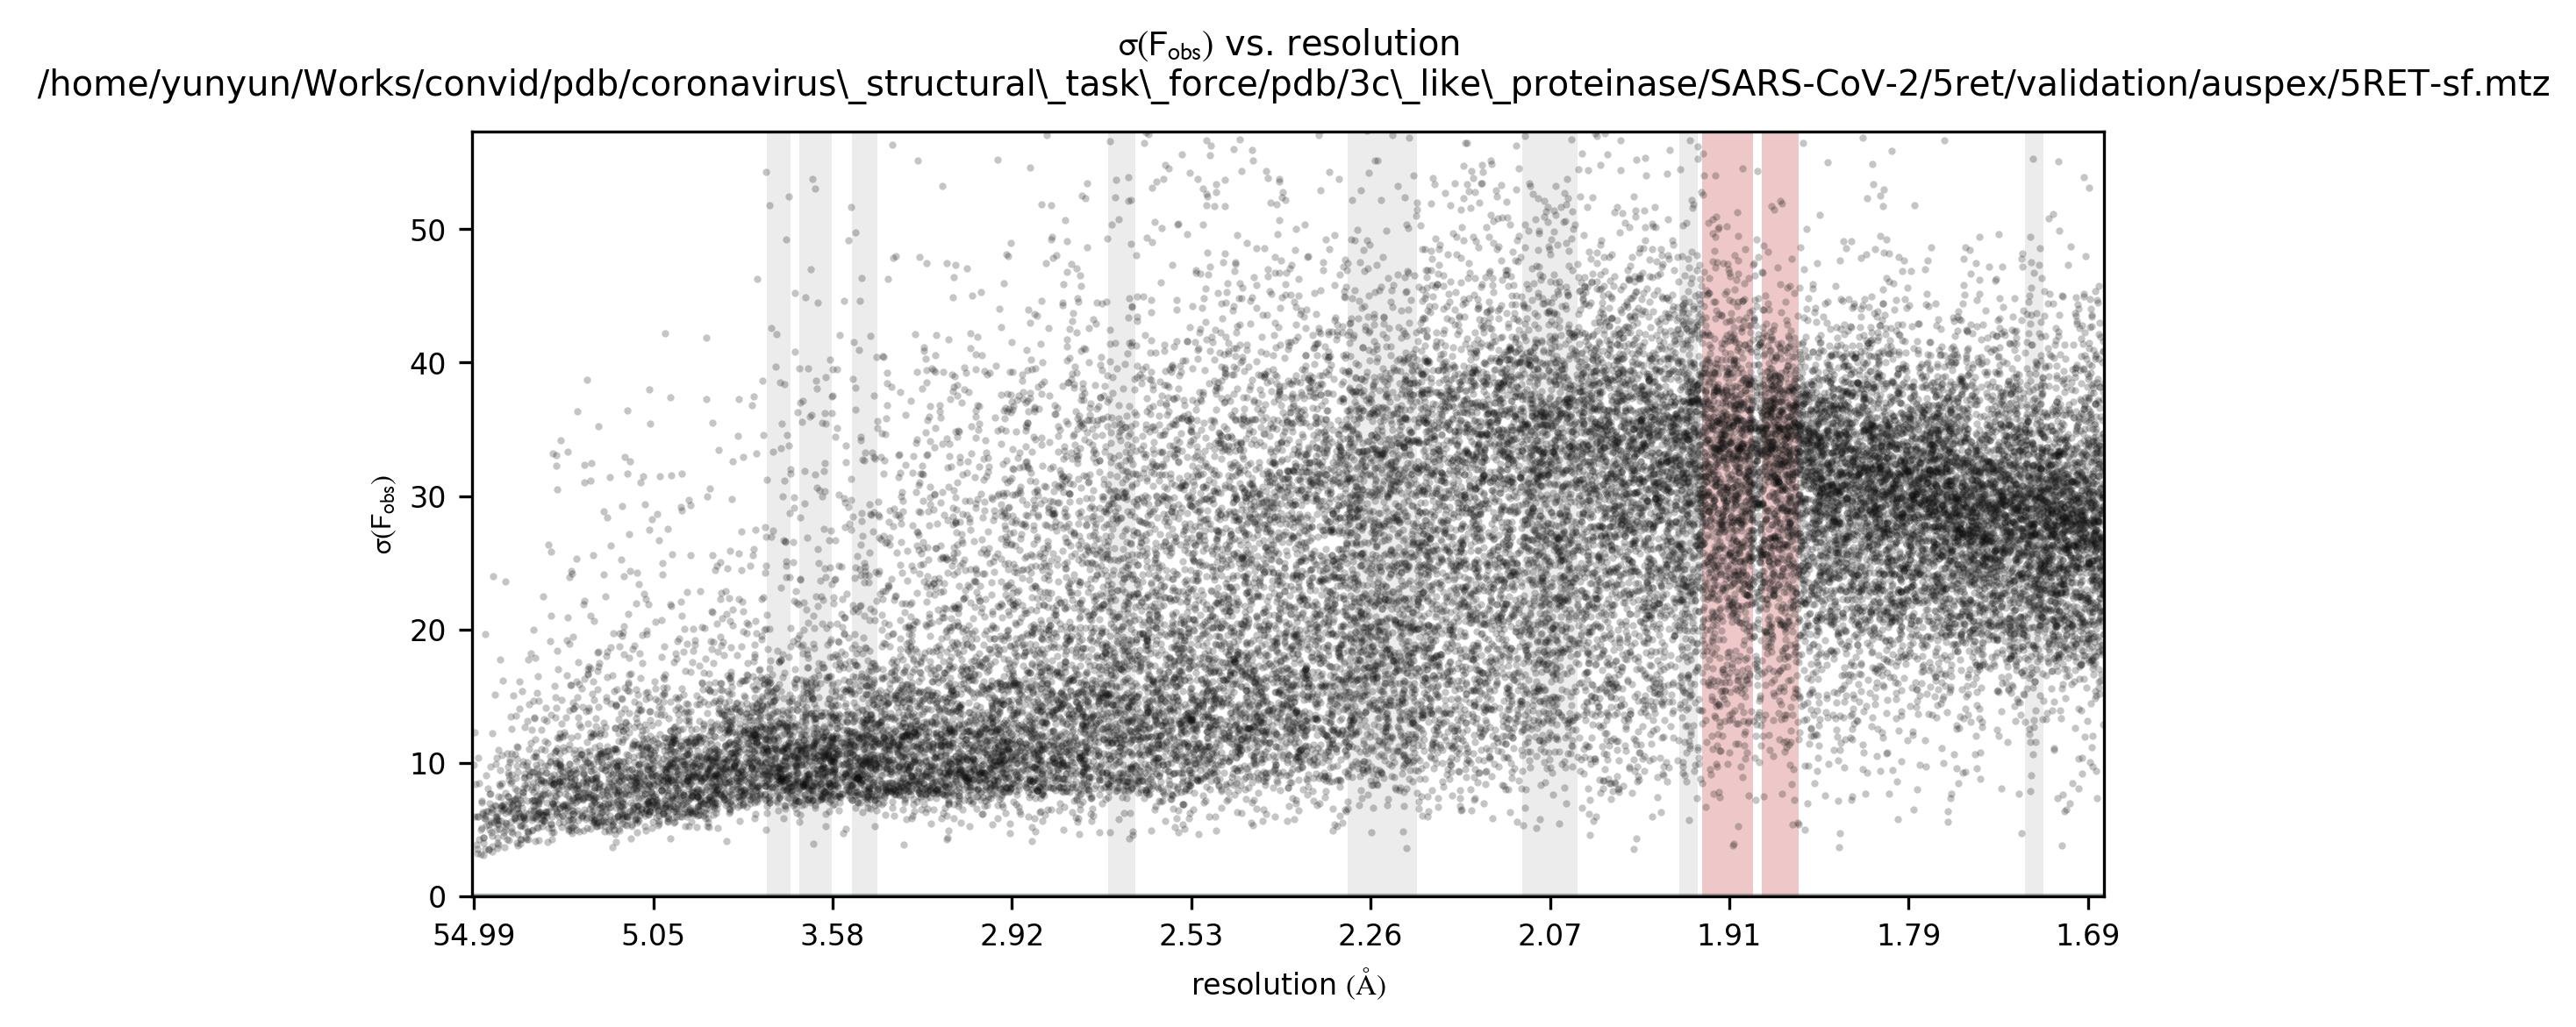 σ(Fobs) vs. resolution
/home/yunyun/Works/convid/pdb/coronavirus\_structural\_task\_force/pdb/3c\_like\_proteinase/SARS-CoV-2/5ret/validation/auspex/5RET-sf.mtz
σ(Fobs)
50
40
30
20
10
0
54.99 5.05 3.58 2.92 2.53 2.26 2.07 1.91 1.79 1.69
resolution (Å)